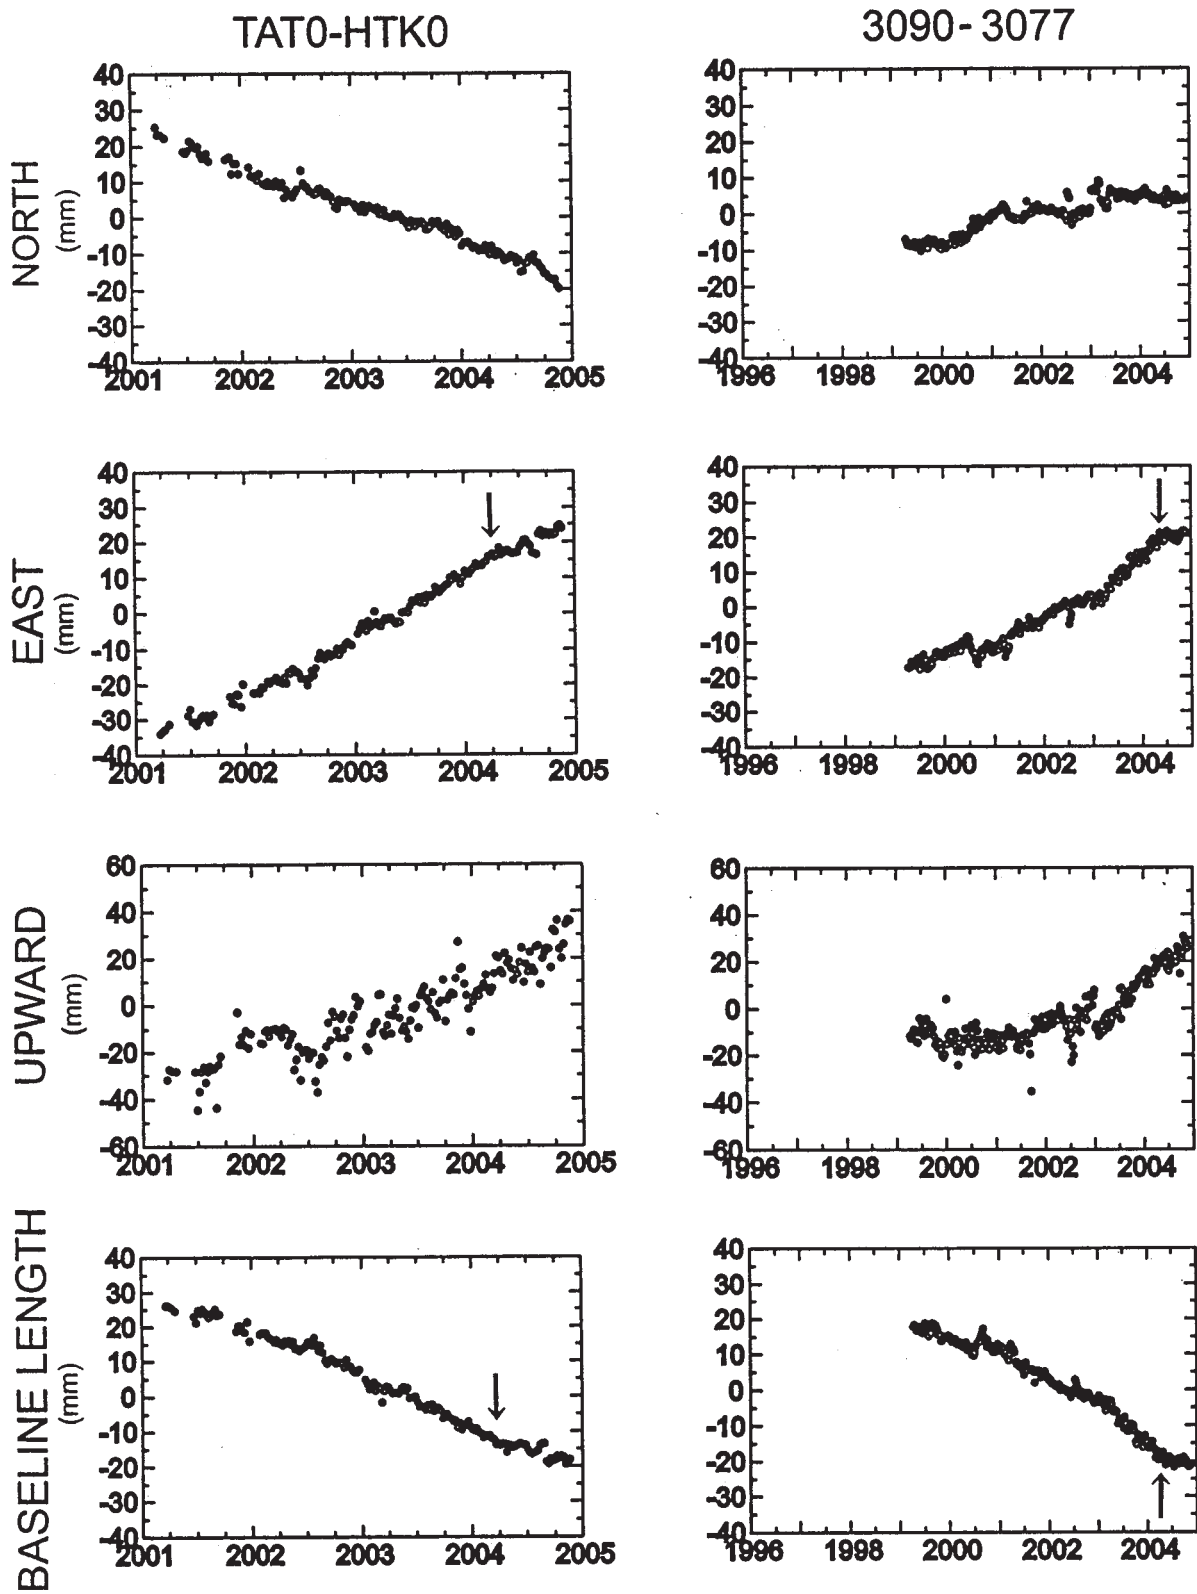 TAT0-HTK0 3090-3077
NORTH
(mm)
40 30 20 10 0 -10 -20 -30 -40
2001 2002 2003 2004 2005
40 30 20 10 0 -10 -20 -30 -40
1996 1998 2000 2002 2004
EAST
(mm)
40 30 20 10 0 -10 -20 -30 -40
2001 2002 2003 2004 2005
40 30 20 10 0 -10 -20 -30 -40
1996 1998 2000 2002 2004
UPWARD
(mm)
60 40 20 0 -20 -40 -60
2001 2002 2003 2004 2005
60 40 20 0 -20 -40 -60
1996 1998 2000 2002 2004
BASELINE LENGTH
(mm)
40 30 20 10 0 -10 -20 -30 -40
2001 2002 2003 2004 2005
40 30 20 10 0 -10 -20 -30 -40
1996 1998 2000 2002 2004